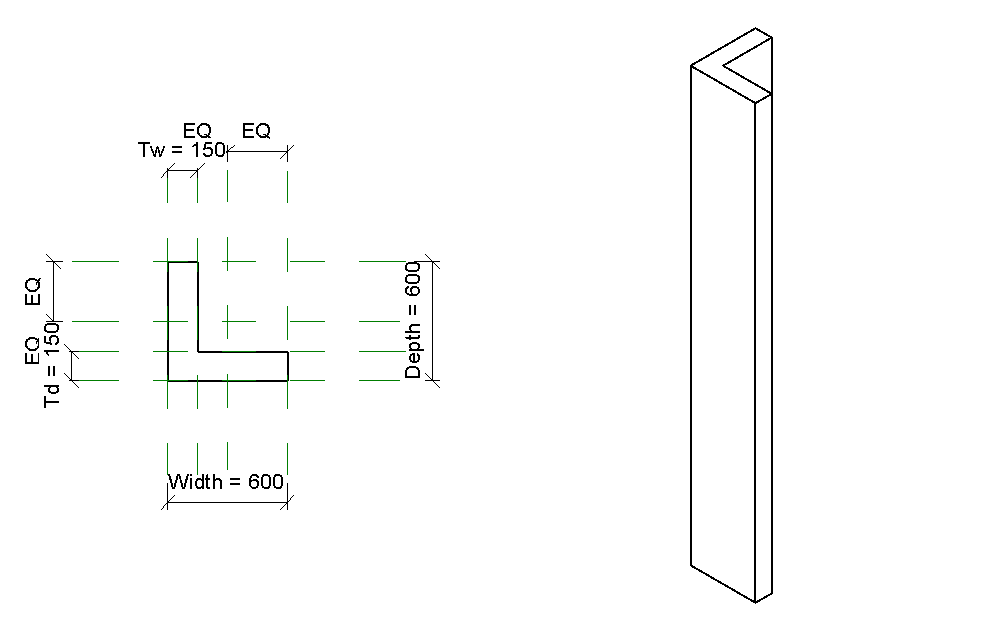 EQ EQ
Tw = 150
EQ
EQ
Td = 150
Depth = 600
Width = 600